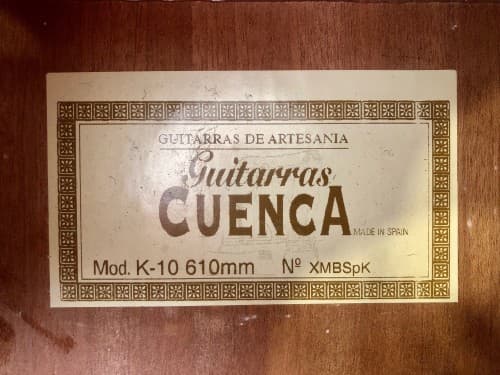 GUITARRAS DE ARTESANIA
Guitarras
CUENCA
MADE IN SPAIN
Mod. K-10 610mm Nº XMBSpK